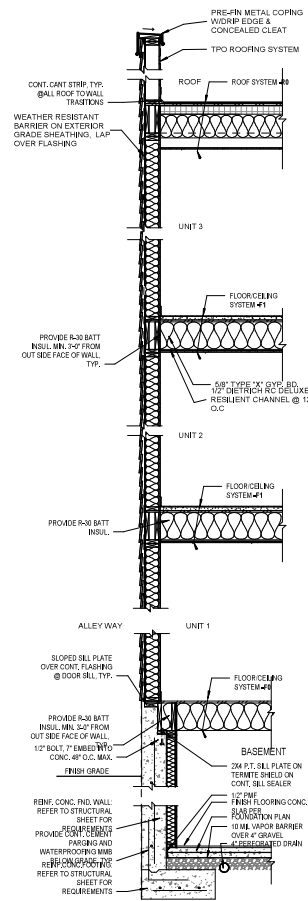 PRE-FIN METAL COPING
W/DRIP EDGE &
CONCEALED CLEAT
TPO ROOFING SYSTEM
CONT. CANT STRIP, TYP.
@ALL ROOF TO WALL
TRASITIONS
ROOF
ROOF SYSTEM -R0
WEATHER RESISTANT
BARRIER ON EXTERIOR
GRADE SHEATHING, LAP
OVER FLASHING
UNIT 3
FLOOR/CEILING
SYSTEM -F1
PROVIDE R-30 BATT
INSUL. MIN. 3'-0" FROM
OUT SIDE FACE OF WALL,
TYP.
5/8" TYPE "X" GYP. BD.
1/2" DIETRICH RC DELUXE
RESILIENT CHANNEL @ 12
O.C
UNIT 2
FLOOR/CEILING
SYSTEM -F1
PROVIDE R-30 BATT
INSUL.
ALLEY WAY
UNIT 1
SLOPED SILL PLATE
OVER CONT. FLASHING
@ DOOR SILL, TYP.
FLOOR/CEILING
SYSTEM -F0
PROVIDE R-30 BATT
INSUL. MIN. 3'-0" FROM
OUT SIDE FACE OF WALL,
TYP.
1/2" BOLT, 7" EMBED INTO
CONC. 48" O.C. MAX.
FINISH GRADE
BASEMENT
2X4 P.T. SILL PLATE ON
TERMITE SHIELD ON
CONT, SILL SEALER
1/2" PMF
FINISH FLOORING CONC.
SLAB PER
FOUNDATION PLAN
10 MIL VAPOR BARRIER
OVER 4" GRAVEL
4" PERFORATED DRAIN
REINF. CONC. FND. WALL:
REFER TO STRUCTURAL
SHEET FOR
REQUIREMENTS
PROVIDE CONT. CEMENT
PARGING AND
WATERPROOFING MMB
BELOW GRADE, TYP
REINF.CONC.FOOTING.
REFER TO STRUCTURAL
SHEET FOR
REQUIREMENTS